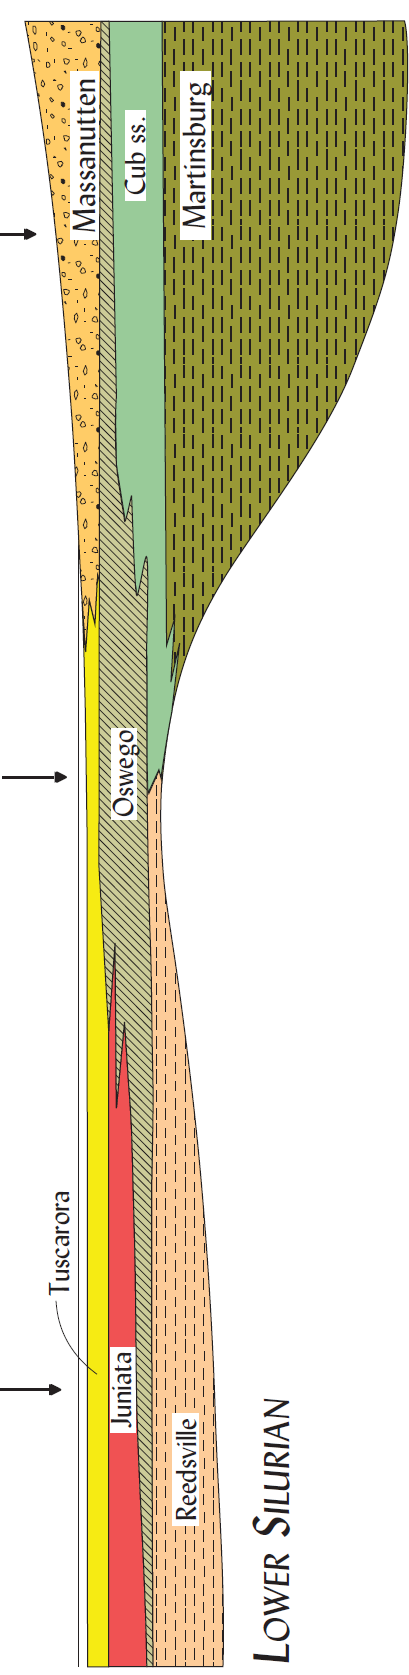 Tuscarora
Massanutten
Juniata
Oswego
Cub ss.
Reedsville
Martinsburg
LOWER SILURIAN